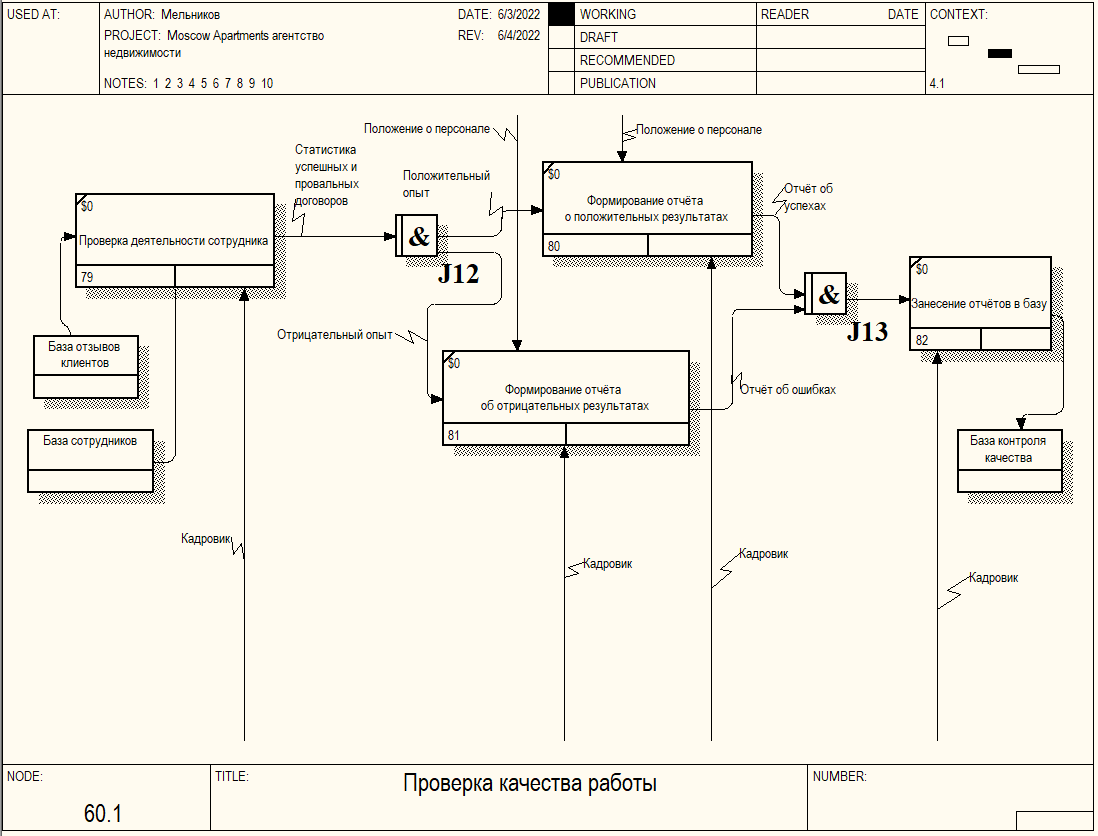 USED AT:
AUTHOR: Мельников
DATE: 6/3/2022
PROJECT: Moscow Apartments агентство
недвижимости
REV: 6/4/2022
NOTES: 1 2 3 4 5 6 7 8 9 10
WORKING
DRAFT
RECOMMENDED
PUBLICATION
READER
DATE
CONTEXT:
4.1
Положение о персонале
Положение о персонале
Статистика
успешных и
провальных
договоров
Положительный
опыт
$0
Проверка деятельности сотрудника
79
&
J12
$0
Формирование отчёта
о положительных результатах
80
Отчёт об
успехах
&
J13
$0
Занесение отчётов в базу
82
Отрицательный опыт
База отзывов
клиентов
$0
Формирование отчёта
об отрицательных результатах
81
Отчёт об ошибках
База сотрудников
База контроля
качества
Кадровик
Кадровик
Кадровик
Кадровик
NODE:
60.1
TITLE:
Проверка качества работы
NUMBER: